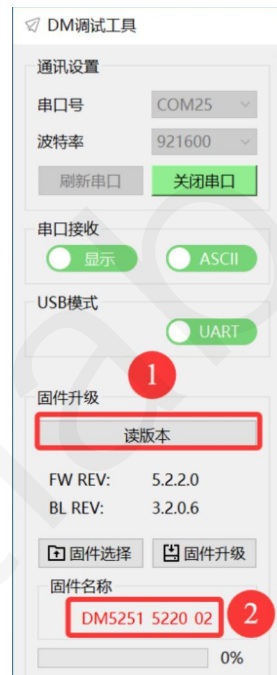 DM调试工具
通讯设置
串口号 COM25
波特率 921600
刷新串口 关闭串口
串口接收
显示 ASCII
USB模式
UART
1
固件升级
读版本
FW REV: 5.2.2.0
BL REV: 3.2.0.6
固件选择 固件升级
固件名称
DM5251 5220 02 2
0%